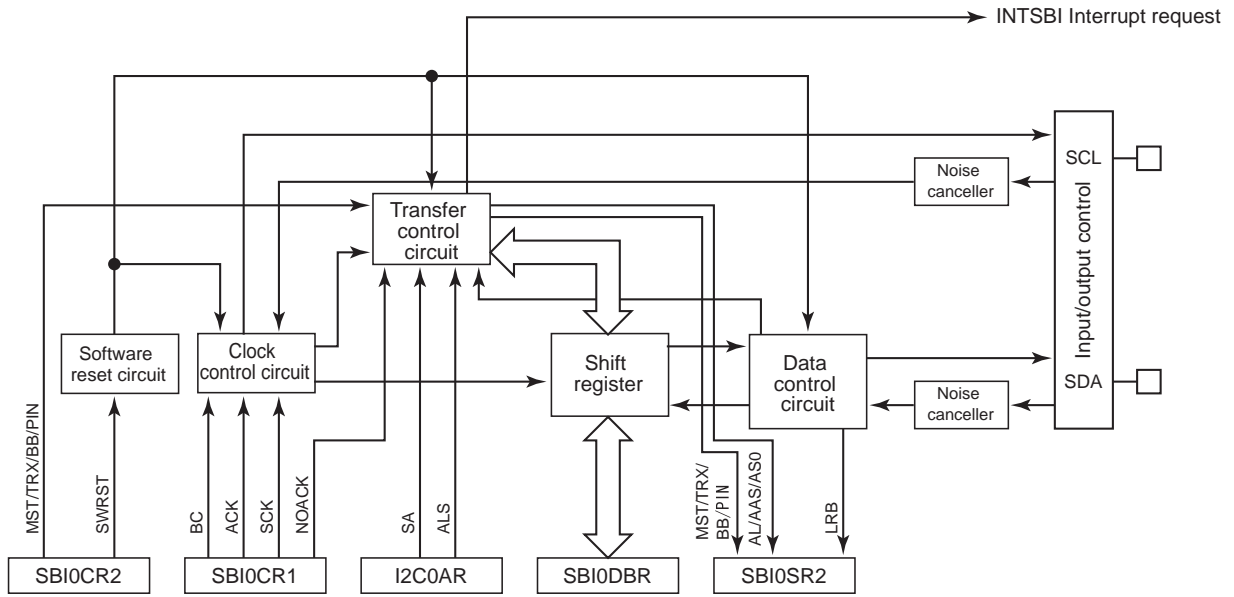 INTSBI Interrupt request
SCL
Noise
canceller
Input/output control
Transfer
control
circuit
Software
reset circuit
Clock
control circuit
Shift
register
Data
control
circuit
SDA
Noise
canceller
MST/TRX/BB/PIN
SWRST
BC
ACK
SCK
NOACK
SA
ALS
MST/TRX/
BB/PIN
AL/AAS/AS0
LRB
SBI0CR2
SBI0CR1
I2C0AR
SBI0DBR
SBI0SR2